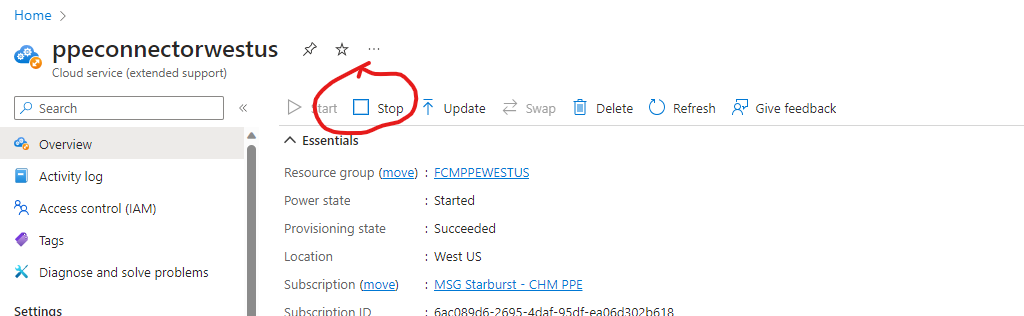 Home
ppeconnectorwestus
Cloud service (extended support)
Search
Start Stop Update Swap Delete Refresh Give feedback
Overview
Activity log
Access control (IAM)
Tags
Diagnose and solve problems
Settings
Essentials
Resource group (move) : FCMPPEWESTUS
Power state : Started
Provisioning state : Succeeded
Location : West US
Subscription (move) : MSG Starburst - CHM PPE
Subscription ID : 6ac089d6-2695-4daf-95df-ea06d302b618